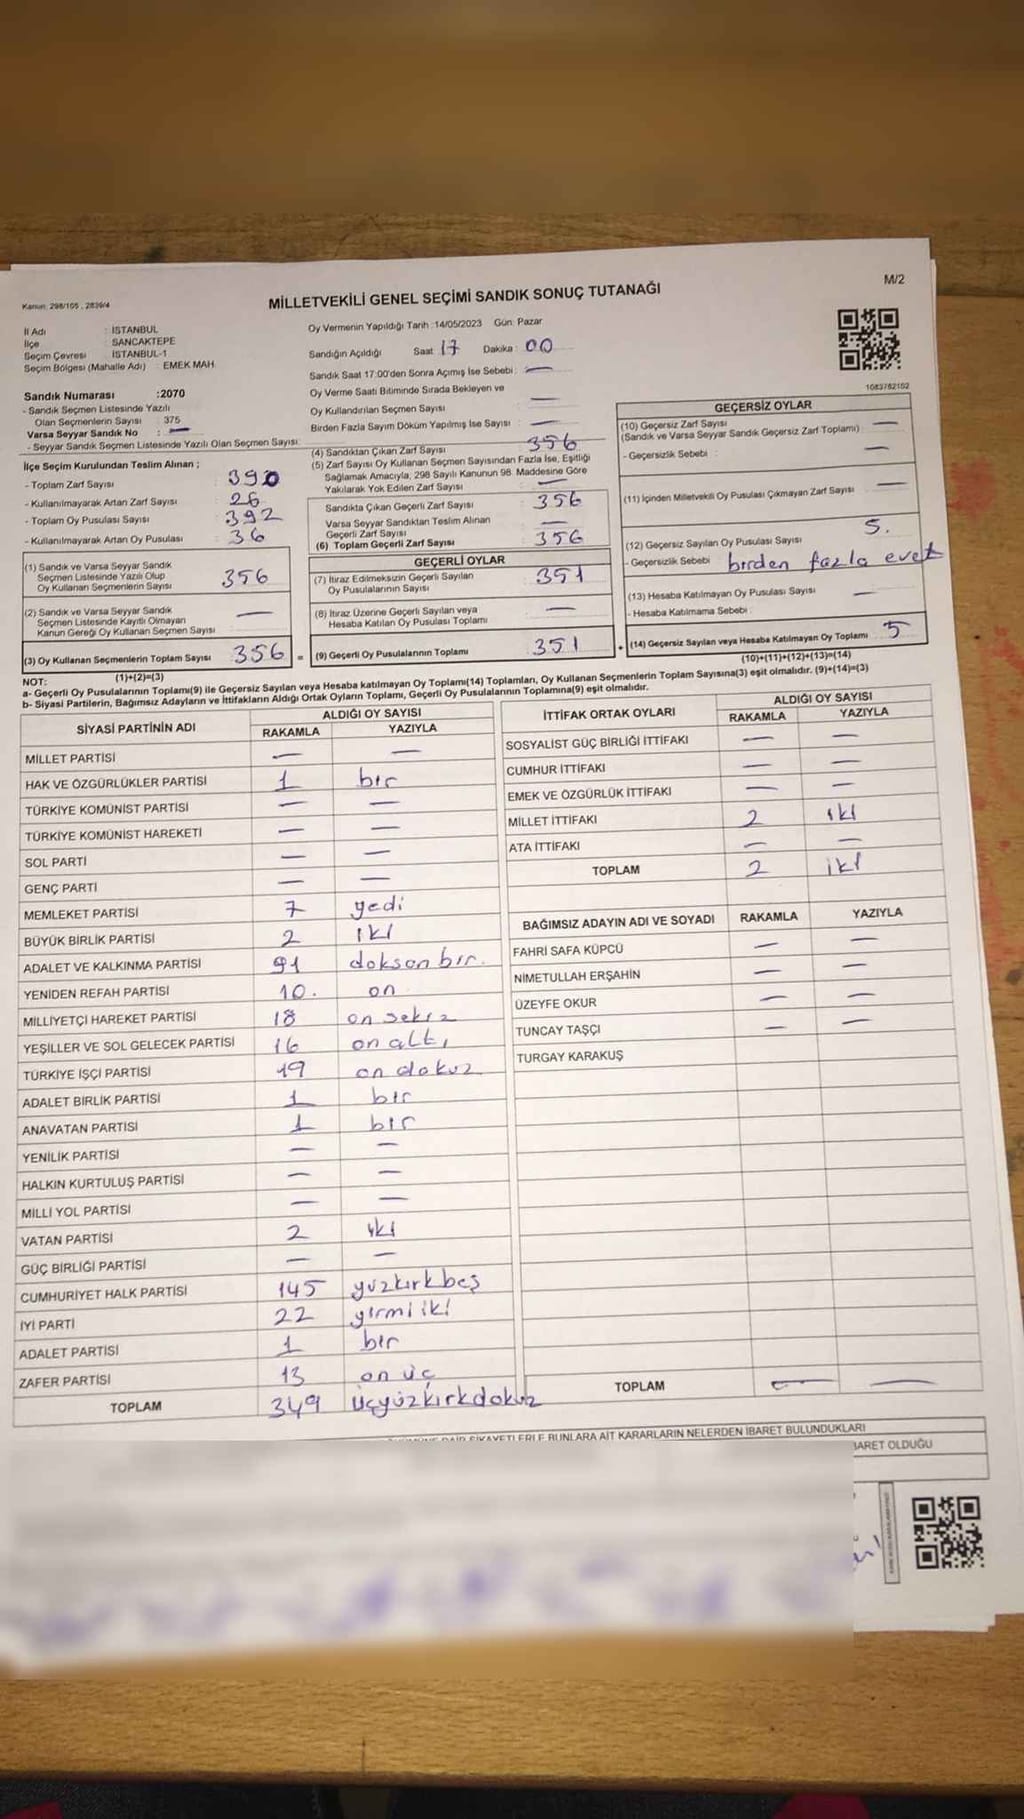 M/2
Kanun: 298/105 , 2839/4
MİLLETVEKİLİ GENEL SEÇİMİ SANDIK SONUÇ TUTANAĞI
İl Adı : İSTANBUL
İlçe : SANCAKTEPE
Seçim Çevresi : İSTANBUL-1
Seçim Bölgesi (Mahalle Adı) : EMEK MAH.
Oy Vermenin Yapıldığı Tarih :14/05/2023 Gün: Pazar
Sandığın Açıldığı Saat 17 Dakika : 00
Sandık Saat 17:00'den Sonra Açımış İse Sebebi : —
Oy Verme Saati Bitiminde Sırada Bekleyen ve
Oy Kullandırılan Seçmen Sayısı —
Birden Fazla Sayım Döküm Yapılmış İse Sayısı : —
1083782102
Sandık Numarası :2070
- Sandık Seçmen Listesinde Yazılı
Olan Seçmenlerin Sayısı : 375
Varsa Seyyar Sandık No : —
- Seyyar Sandık Seçmen Listesinde Yazılı Olan Seçmen Sayısı:
İlçe Seçim Kurulundan Teslim Alınan ;
- Toplam Zarf Sayısı : 390
- Kullanılmayarak Artan Zarf Sayısı : 26
- Toplam Oy Pusulası Sayısı : 392
- Kullanılmayarak Artan Oy Pusulası : 36
(1) Sandık ve Varsa Seyyar Sandık
Seçmen Listesinde Yazılı Olup
Oy Kullanan Seçmenlerin Sayısı 356
(2) Sandık ve Varsa Seyyar Sandık
Seçmen Listesinde Kayıtlı Olmayan
Kanun Gereği Oy Kullanan Seçmen Sayısı —
(3) Oy Kullanan Seçmenlerin Toplam Sayısı 356 =
(1)+(2)=(3)
(4) Sandıktan Çıkan Zarf Sayısı 356
(5) Zarf Sayısı Oy Kullanan Seçmen Sayısından Fazla İse, Eşitliği
Sağlamak Amacıyla, 298 Sayılı Kanunun 98. Maddesine Göre
Yakılarak Yok Edilen Zarf Sayısı —
Sandıkta Çıkan Geçerli Zarf Sayısı 356
Varsa Seyyar Sandıktan Teslim Alınan
Geçerli Zarf Sayısı —
(6) Toplam Geçerli Zarf Sayısı 356
GEÇERLİ OYLAR
(7) İtiraz Edilmeksizin Geçerli Sayılan
Oy Pusulalarının Sayısı 351
(8) İtiraz Üzerine Geçerli Sayılan veya
Hesaba Katılan Oy Pusulası Toplamı —
(9) Geçerli Oy Pusulalarının Toplamı 351 +
GEÇERSİZ OYLAR
(10) Geçersiz Zarf Sayısı —
(Sandık ve Varsa Seyyar Sandık Geçersiz Zarf Toplamı)
- Geçersizlik Sebebi : —
(11) İçinden Milletvekili Oy Pusulası Çıkmayan Zarf Sayısı —
(12) Geçersiz Sayılan Oy Pusulası Sayısı 5.
- Geçersizlik Sebebi birden fazla evet
(13) Hesaba Katılmayan Oy Pusulası Sayısı —
- Hesaba Katılmama Sebebi :
(14) Geçersiz Sayılan veya Hesaba Katılmayan Oy Toplamı 5
(10)+(11)+(12)+(13)=(14)
NOT:
a- Geçerli Oy Pusulalarının Toplamı(9) ile Geçersiz Sayılan veya Hesaba katılmayan Oy Toplamı(14) Toplamları, Oy Kullanan Seçmenlerin Toplam Sayısına(3) eşit olmalıdır. (9)+(14)=(3)
b- Siyasi Partilerin, Bağımsız Adayların ve İttifakların Aldığı Ortak Oyların Toplamı, Geçerli Oy Pusulalarının Toplamına(9) eşit olmalıdır.
SİYASİ PARTİNİN ADI ALDIĞI OY SAYISI
RAKAMLA YAZIYLA
MİLLET PARTİSİ — —
HAK VE ÖZGÜRLÜKLER PARTİSİ 1 bir
TÜRKİYE KOMÜNİST PARTİSİ — —
TÜRKİYE KOMÜNİST HAREKETİ — —
SOL PARTİ — —
GENÇ PARTİ — —
MEMLEKET PARTİSİ 7 yedi
BÜYÜK BİRLİK PARTİSİ 2 iki
ADALET VE KALKINMA PARTİSİ 91 doksan bir.
YENİDEN REFAH PARTİSİ 10. on
MİLLİYETÇİ HAREKET PARTİSİ 18 on sekiz
YEŞİLLER VE SOL GELECEK PARTİSİ 16 on altı
TÜRKİYE İŞÇİ PARTİSİ 19 on dokuz
ADALET BİRLİK PARTİSİ 1 bir
ANAVATAN PARTİSİ 1 bir
YENİLİK PARTİSİ — —
HALKIN KURTULUŞ PARTİSİ — —
MİLLİ YOL PARTİSİ — —
VATAN PARTİSİ 2 iki
GÜÇ BİRLİĞİ PARTİSİ — —
CUMHURİYET HALK PARTİSİ 145 yüzkırkbeş
İYİ PARTİ 22 yirmi iki
ADALET PARTİSİ 1 bir
ZAFER PARTİSİ 13 on üç
TOPLAM 349 üçyüzkırkdokuz
İTTİFAK ORTAK OYLARI ALDIĞI OY SAYISI
RAKAMLA YAZIYLA
SOSYALİST GÜÇ BİRLİĞİ İTTİFAKI — —
CUMHUR İTTİFAKI — —
EMEK VE ÖZGÜRLÜK İTTİFAKI — —
MİLLET İTTİFAKI 2 iki
ATA İTTİFAKI — —
TOPLAM 2 iki
BAĞIMSIZ ADAYIN ADI VE SOYADI RAKAMLA YAZIYLA
FAHRİ SAFA KÜPCÜ — —
NİMETULLAH ERŞAHİN — —
ÜZEYFE OKUR — —
TUNCAY TAŞÇI — —
TURGAY KARAKUŞ
TOPLAM — —
DAİR ŞİKAYETLERLE BUNLARA AİT KARARLARIN NELERDEN İBARET BULUNDUKLARI
BARET OLDUĞU